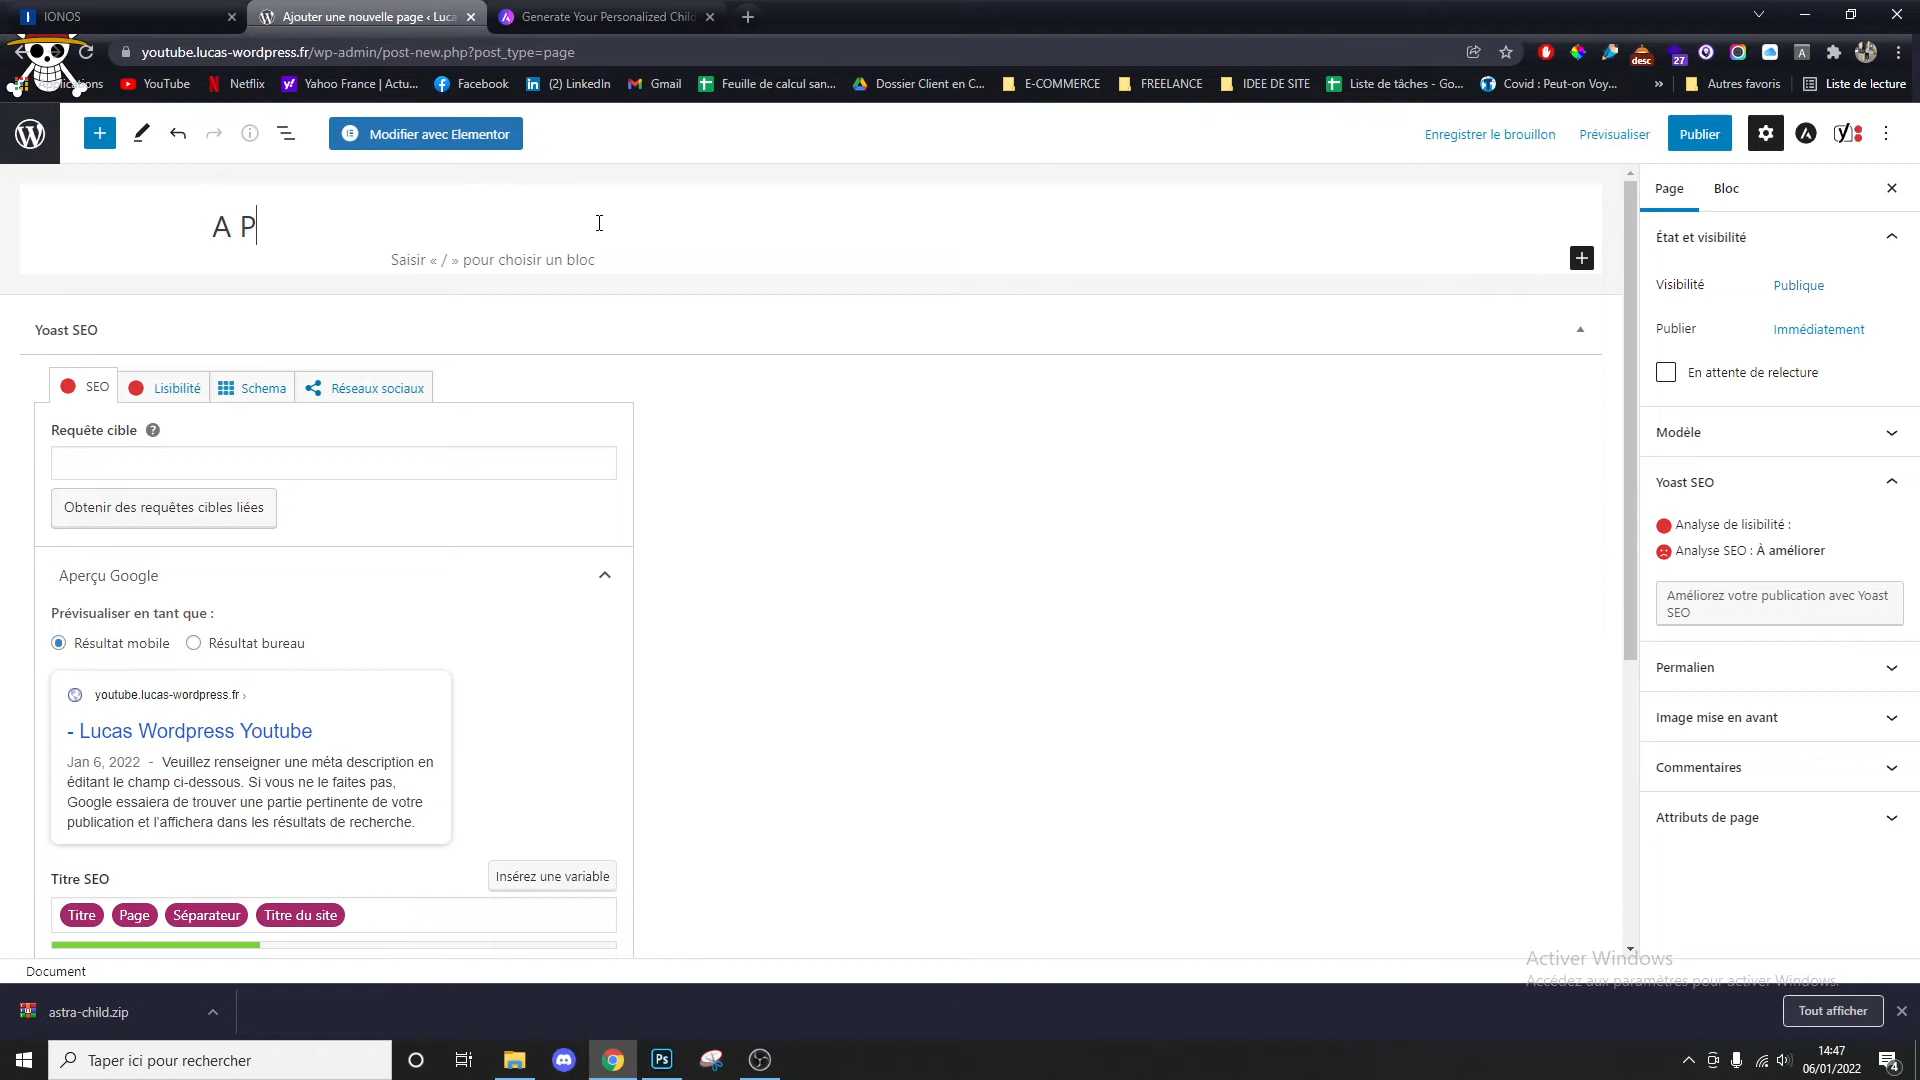 IONOS
Ajouter une nouvelle page ‹ Luca
Generate Your Personalized Child
youtube.lucas-wordpress.fr/wp-admin/post-new.php?post_type=page
desc
27
Applications
YouTube
Netflix
Yahoo France | Actu...
Facebook
(2) LinkedIn
Gmail
Feuille de calcul san...
Dossier Client en C...
E-COMMERCE
FREELANCE
IDEE DE SITE
Liste de tâches - Go...
Covid : Peut-on Voy...
»
Autres favoris
Liste de lecture
Modifier avec Elementor
Enregistrer le brouillon
Prévisualiser
Publier
A P
Saisir « / » pour choisir un bloc
Yoast SEO
SEO
Lisibilité
Schema
Réseaux sociaux
Requête cible
Obtenir des requêtes cibles liées
Aperçu Google
Prévisualiser en tant que :
Résultat mobile
Résultat bureau
youtube.lucas-wordpress.fr ›
- Lucas Wordpress Youtube
Jan 6, 2022 - Veuillez renseigner une méta description en
éditant le champ ci-dessous. Si vous ne le faites pas,
Google essaiera de trouver une partie pertinente de votre
publication et l’affichera dans les résultats de recherche.
Titre SEO
Insérez une variable
Titre
Page
Séparateur
Titre du site
Document
Page
Bloc
État et visibilité
Visibilité
Publique
Publier
Immédiatement
En attente de relecture
Modèle
Yoast SEO
Analyse de lisibilité :
Analyse SEO : À améliorer
Améliorez votre publication avec Yoast
SEO
Permalien
Image mise en avant
Commentaires
Attributs de page
Activer Windows
Accédez aux paramètres pour activer Windows.
astra-child.zip
Tout afficher
Taper ici pour rechercher
Ps
14:47
06/01/2022
4